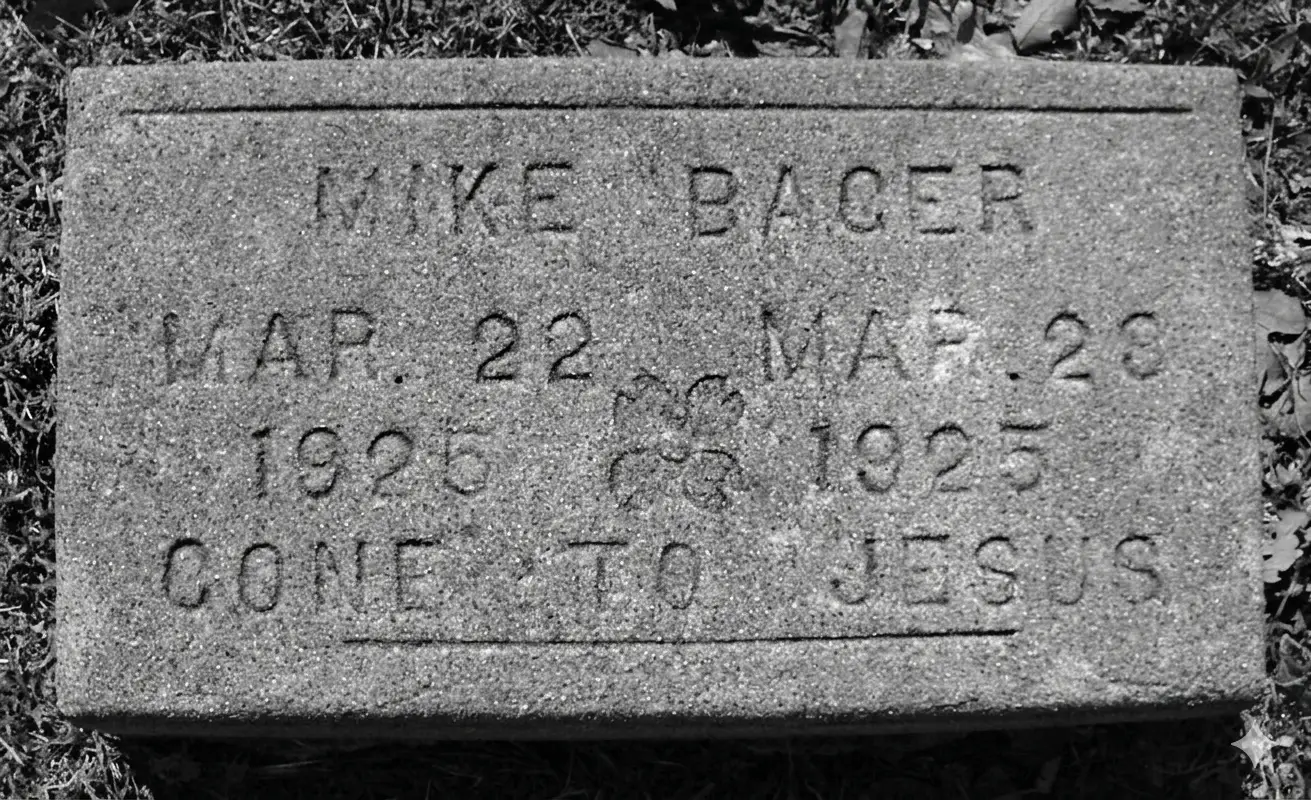 MIKE BAGER
MAR. 22 MAR. 23
1925 1925
GONE TO JESUS